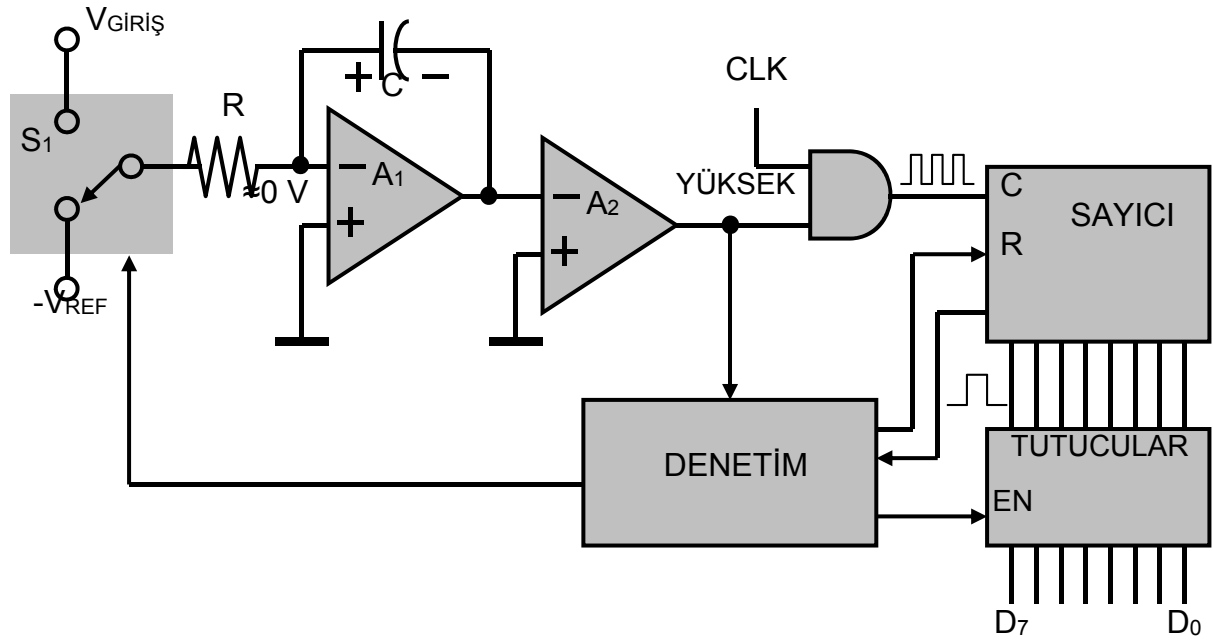 VGİRİŞ
S1
-VREF
R
≈0 V
+ C −
− A1
+
− A2
+
CLK
YÜKSEK
C
SAYICI
R
DENETİM
TUTUCULAR
EN
D7
D0